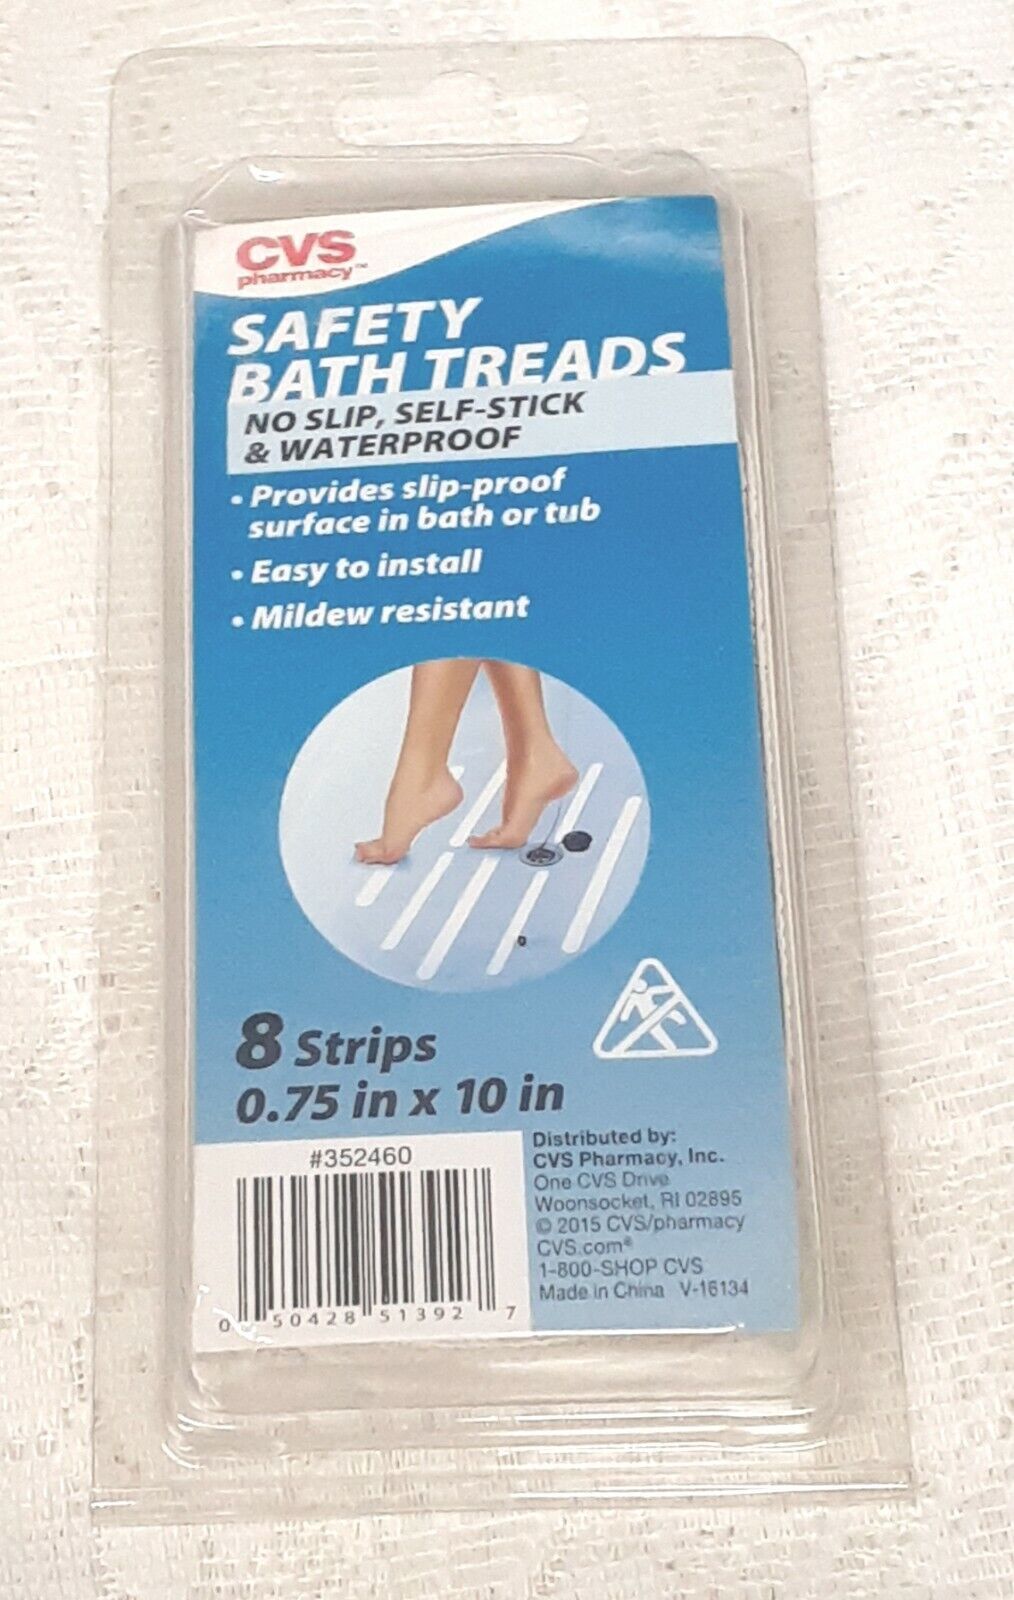 CVS
pharmacy™
SAFETY
BATH TREADS
NO SLIP, SELF-STICK
& WATERPROOF
• Provides slip-proof
surface in bath or tub
• Easy to install
• Mildew resistant
8 Strips
0.75 in x 10 in
#352460
0 50428 51392 7
Distributed by:
CVS Pharmacy, Inc.
One CVS Drive
Woonsocket, RI 02895
© 2015 CVS/pharmacy
CVS.com®
1-800-SHOP CVS
Made in China V-16134